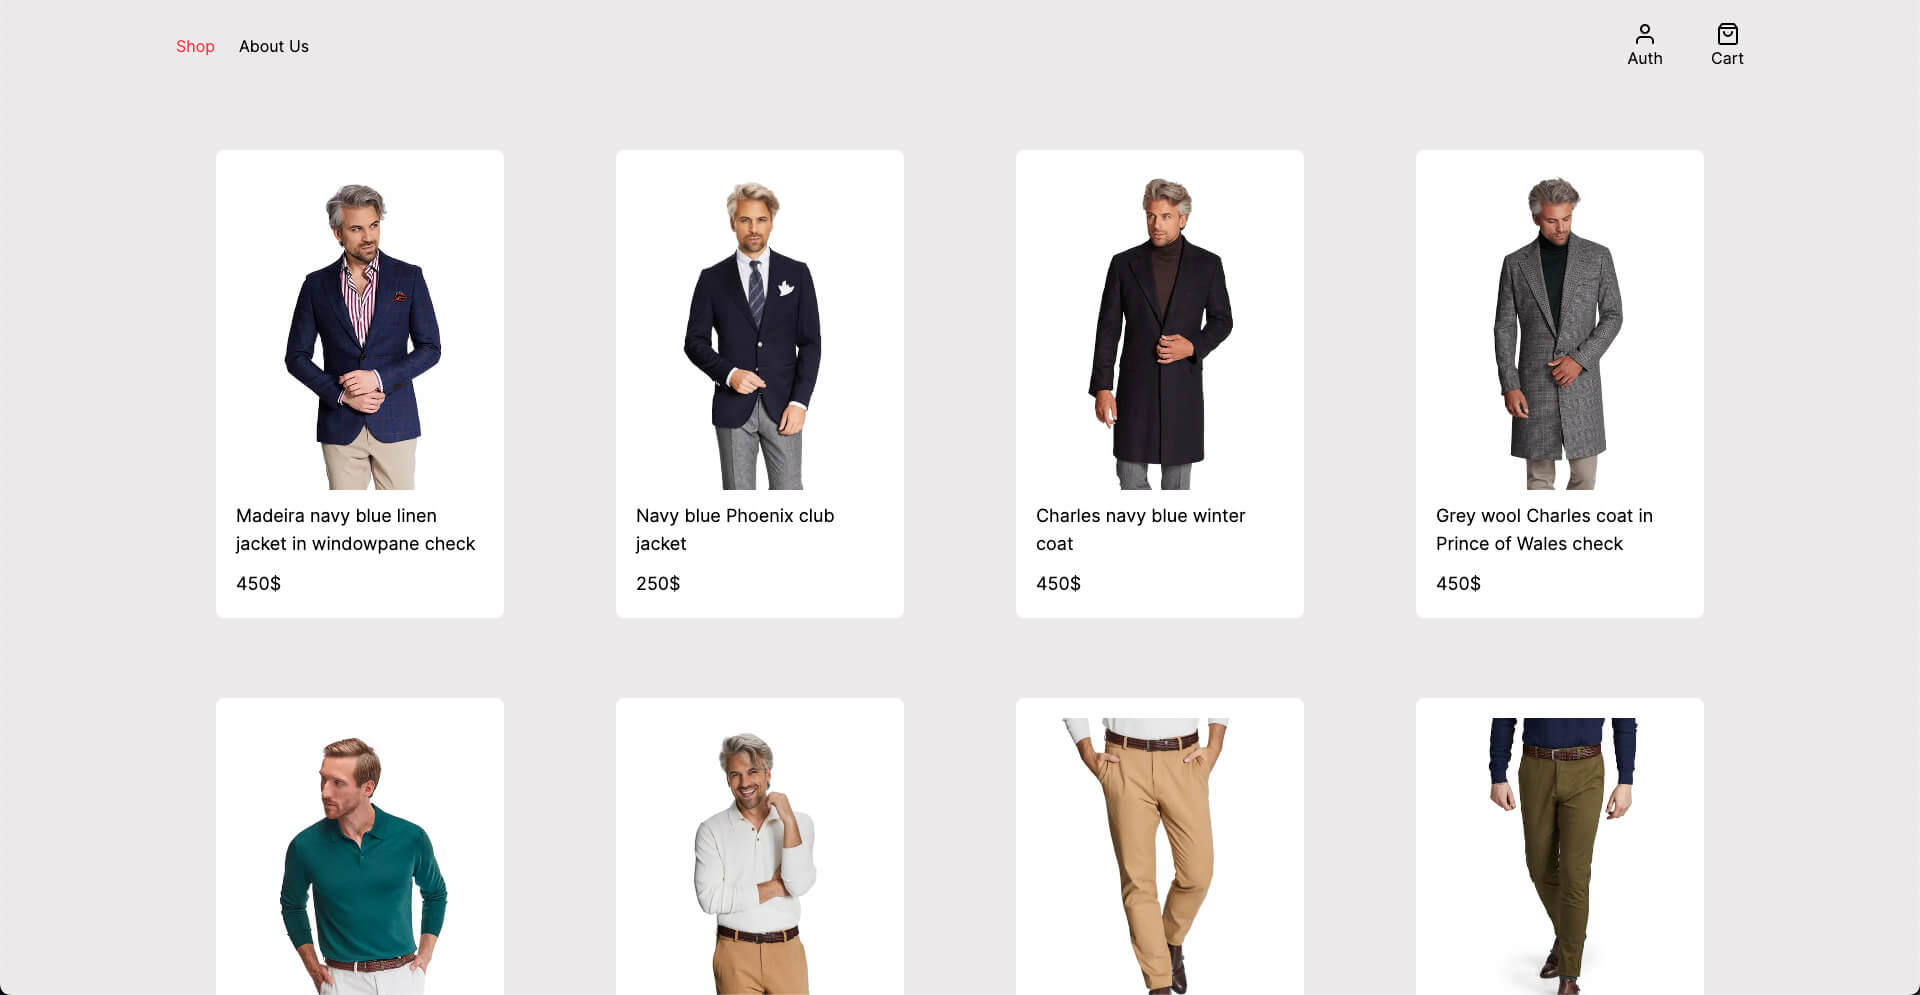 Shop
About Us
Auth
Cart
Madeira navy blue linen
jacket in windowpane check
450$
Navy blue Phoenix club
jacket
250$
Charles navy blue winter
coat
450$
Grey wool Charles coat in
Prince of Wales check
450$